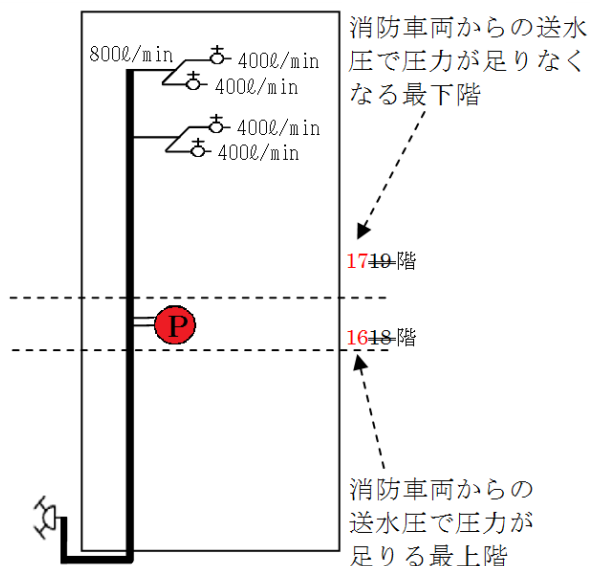 消防車両からの送水
圧で圧力が足りなく
なる最下階
800ℓ/min
400ℓ/min
400ℓ/min
400ℓ/min
400ℓ/min
1719階
P
1618階
消防車両からの
送水圧で圧力が
足りる最上階